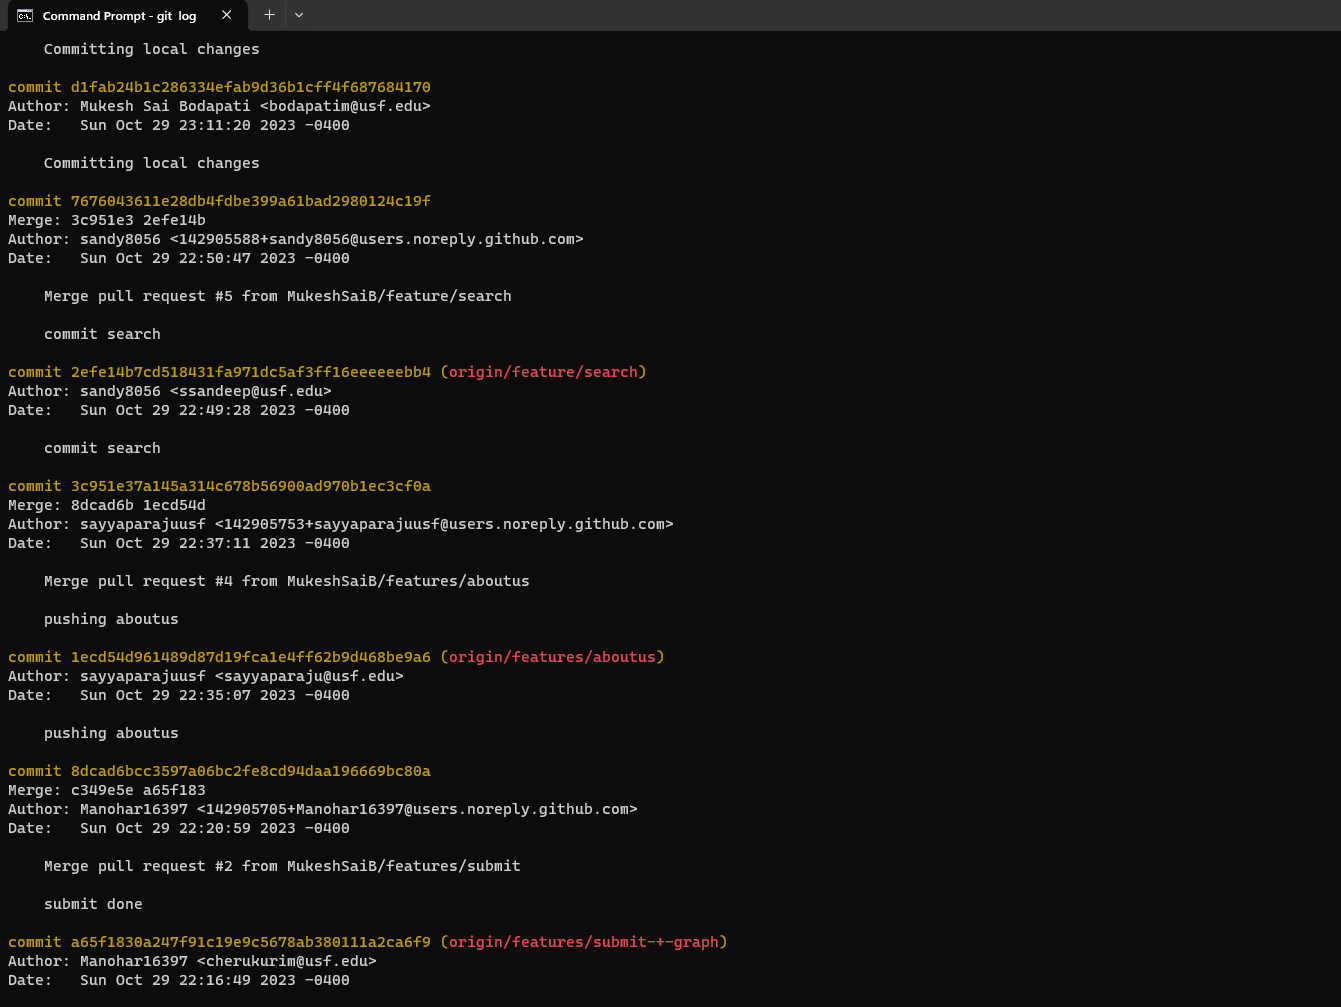 Command Prompt - git log
Committing local changes
commit d1fab24b1c286334efab9d36b1cff4f687684170
Author: Mukesh Sai Bodapati <bodapatim@usf.edu>
Date:   Sun Oct 29 23:11:20 2023 -0400
Committing local changes
commit 7676043611e28db4fdbe399a61bad2980124c19f
Merge: 3c951e3 2efe14b
Author: sandy8056 <142905588+sandy8056@users.noreply.github.com>
Date:   Sun Oct 29 22:50:47 2023 -0400
Merge pull request #5 from MukeshSaiB/feature/search
commit search
commit 2efe14b7cd518431fa971dc5af3ff16eeeeeebb4 (origin/feature/search)
Author: sandy8056 <ssandeep@usf.edu>
Date:   Sun Oct 29 22:49:28 2023 -0400
commit search
commit 3c951e37a145a314c678b56900ad970b1ec3cf0a
Merge: 8dcad6b 1ecd54d
Author: sayyaparajuusf <142905753+sayyaparajuusf@users.noreply.github.com>
Date:   Sun Oct 29 22:37:11 2023 -0400
Merge pull request #4 from MukeshSaiB/features/aboutus
pushing aboutus
commit 1ecd54d961489d87d19fca1e4ff62b9d468be9a6 (origin/features/aboutus)
Author: sayyaparajuusf <sayyaparaju@usf.edu>
Date:   Sun Oct 29 22:35:07 2023 -0400
pushing aboutus
commit 8dcad6bcc3597a06bc2fe8cd94daa196669bc80a
Merge: c349e5e a65f183
Author: Manohar16397 <142905705+Manohar16397@users.noreply.github.com>
Date:   Sun Oct 29 22:20:59 2023 -0400
Merge pull request #2 from MukeshSaiB/features/submit
submit done
commit a65f1830a247f91c19e9c5678ab380111a2ca6f9 (origin/features/submit-+-graph)
Author: Manohar16397 <cherukurim@usf.edu>
Date:   Sun Oct 29 22:16:49 2023 -0400